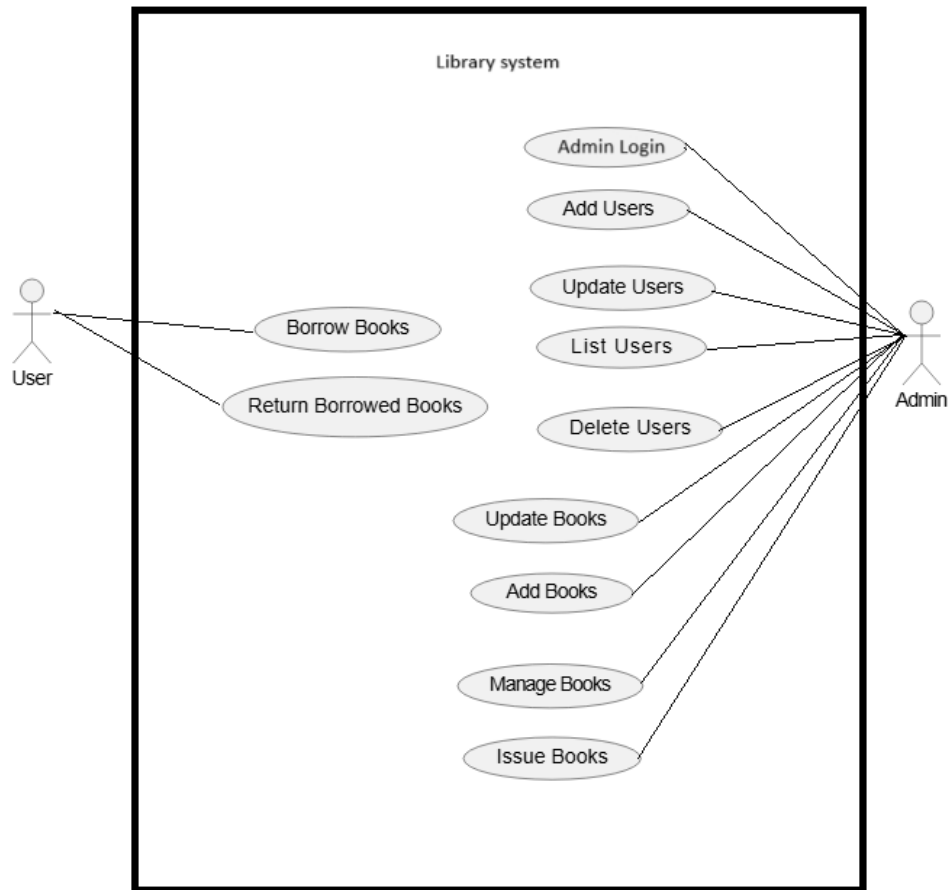 Library system
Admin Login
Add Users
Update Users
Borrow Books
List Users
User
Admin
Return Borrowed Books
Delete Users
Update Books
Add Books
Manage Books
Issue Books